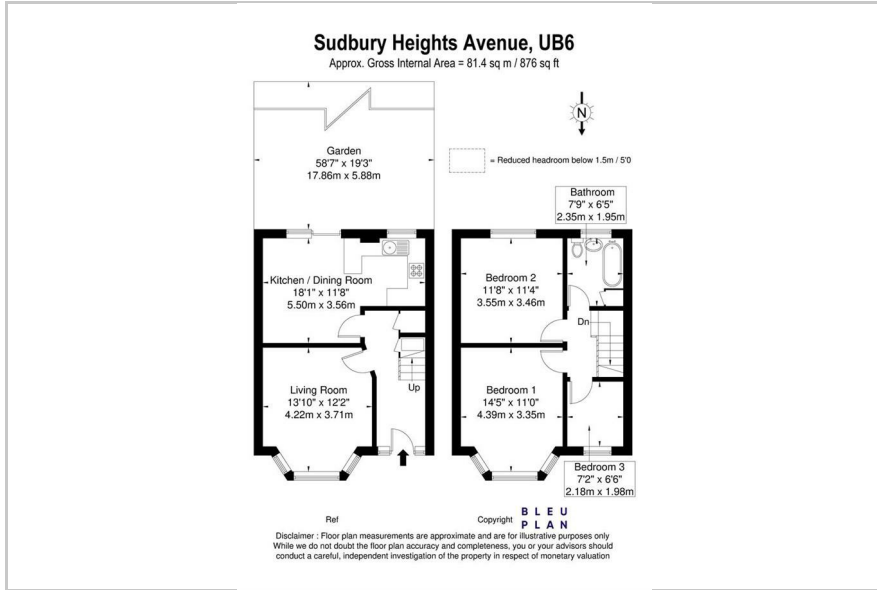 Sudbury Heights Avenue, UB6
Approx. Gross Internal Area = 81.4 sq m / 876 sq ft
N
= Reduced headroom below 1.5m / 5'0
Garden
58'7" x 19'3"
17.86m x 5.88m
Kitchen / Dining Room
18'1" x 11'8"
5.50m x 3.56m
Living Room
13'10" x 12'2"
4.22m x 3.71m
Up
Bathroom
7'9" x 6'5"
2.35m x 1.95m
Bedroom 2
11'8" x 11'4"
3.55m x 3.46m
Dn
Bedroom 1
14'5" x 11'0"
4.39m x 3.35m
Bedroom 3
7'2" x 6'6"
2.18m x 1.98m
Ref
Copyright
BLEU
PLAN
Disclaimer : Floor plan measurements are approximate and are for illustrative purposes only
While we do not doubt the floor plan accuracy and completeness, you or your advisors should
conduct a careful, independent investigation of the property in respect of monetary valuation